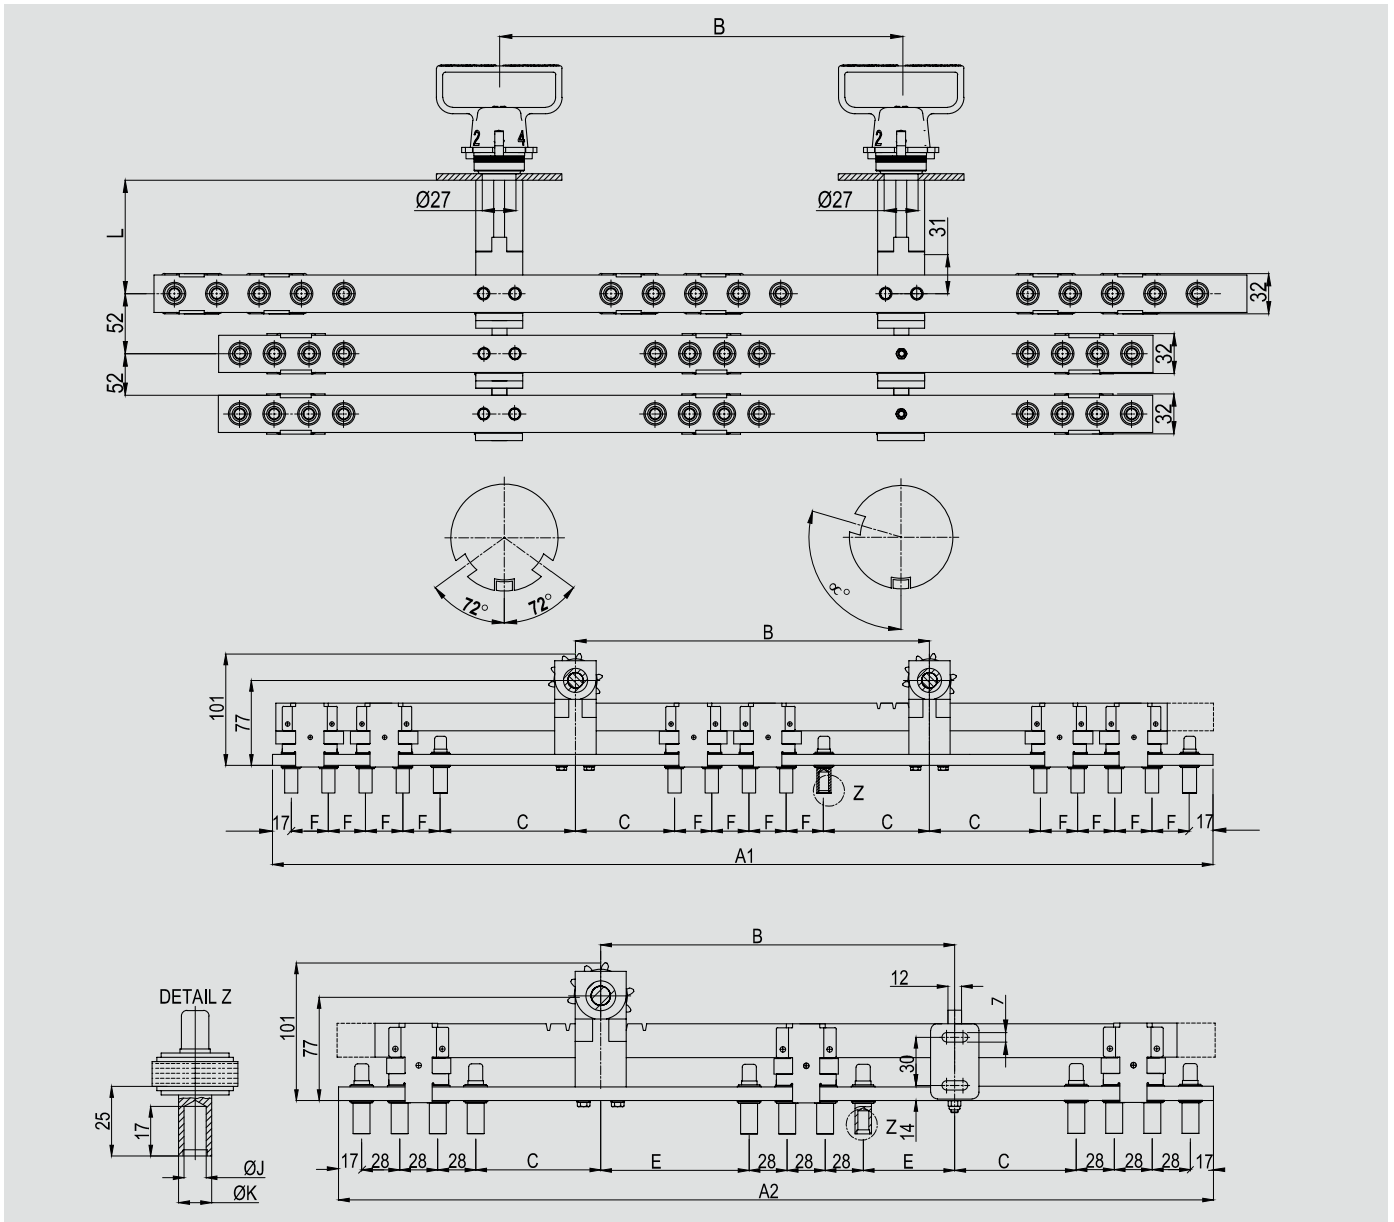 B
2 4
2
Ø27
Ø27
L
31
52
52
32
32
32
72° 72°
∝°
B
101
77
Z
17 F F F F C C F F F F C C F F F F 17
A1
B
DETAIL Z
12
7
101
77
30
14
Z
25
17
ØJ
ØK
17 28 28 28 C E 28 28 28 E C 28 28 28 17
A2